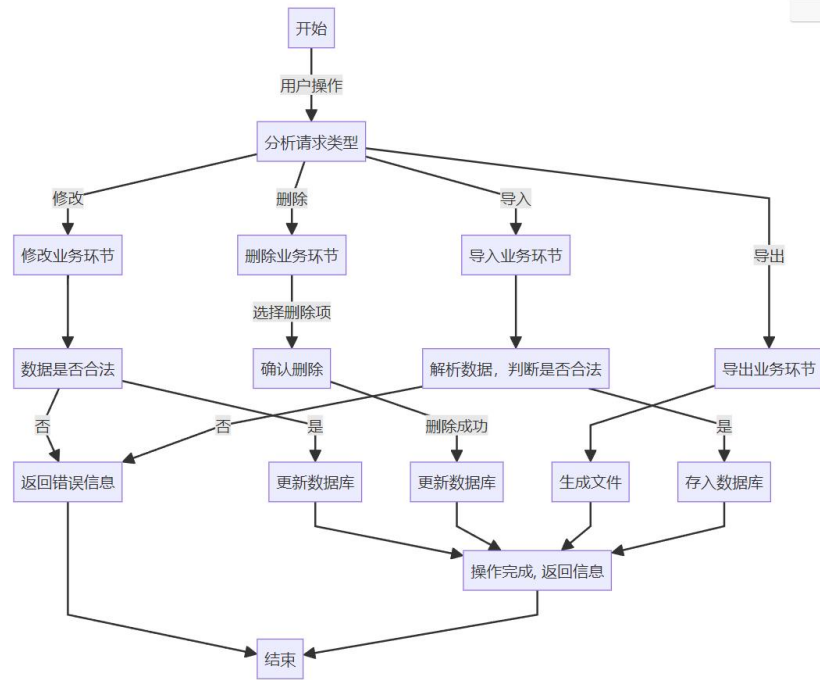 开始
用户操作
分析请求类型
修改
删除
导入
修改业务环节
删除业务环节
导入业务环节
导出
选择删除项
数据是否合法
确认删除
解析数据，判断是否合法
导出业务环节
否
否
是
删除成功
是
返回错误信息
更新数据库
更新数据库
生成文件
存入数据库
操作完成, 返回信息
结束